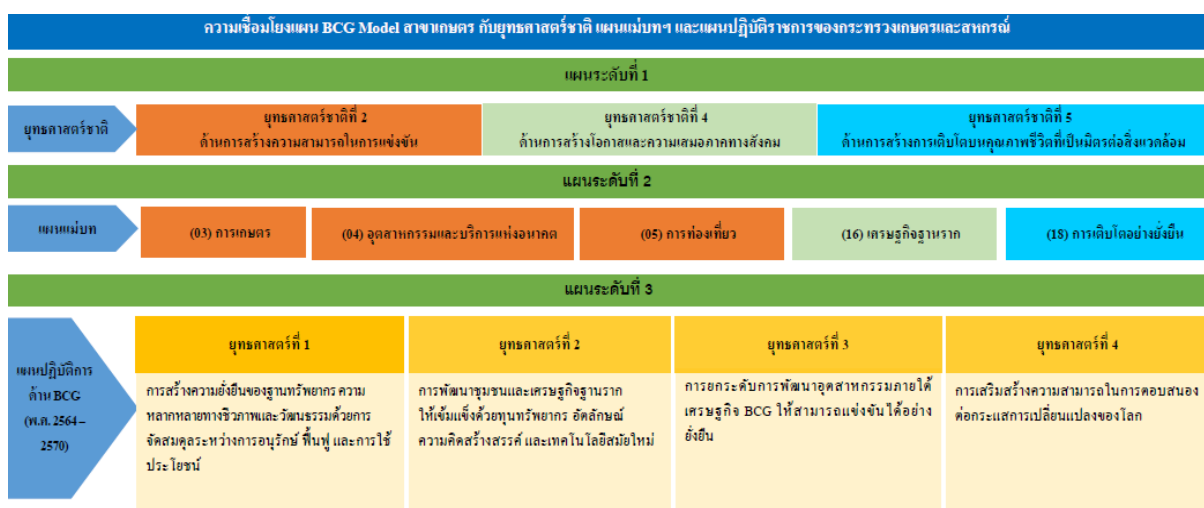 ความเชื่อมโยงแผน BCG Model สาขาเกษตร กับยุทธศาสตร์ชาติ แผนแม่บทฯ และแผนปฏิบัติราชการของกระทรวงเกษตรและสหกรณ์
แผนระดับที่ 1
ยุทธศาสตร์ชาติ
ยุทธศาสตร์ชาติที่ 2
ด้านการสร้างความสามารถในการแข่งขัน
ยุทธศาสตร์ชาติที่ 4
ด้านการสร้างโอกาสและความเสมอภาคทางสังคม
ยุทธศาสตร์ชาติที่ 5
ด้านการสร้างการเติบโตบนคุณภาพชีวิตที่เป็นมิตรต่อสิ่งแวดล้อม
แผนระดับที่ 2
แผนแม่บท
(03) การเกษตร
(04) อุตสาหกรรมและบริการแห่งอนาคต
(05) การท่องเที่ยว
(16) เศรษฐกิจฐานราก
(18) การเติบโตอย่างยั่งยืน
แผนระดับที่ 3
แผนปฏิบัติการ
ด้าน BCG
(พ.ศ. 2564 –
2570)
ยุทธศาสตร์ที่ 1
การสร้างความยั่งยืนของฐานทรัพยากร ความ
หลากหลายทางชีวภาพและวัฒนธรรมด้วยการ
จัดสมดุลระหว่างการอนุรักษ์ ฟื้นฟู และการใช้
ประโยชน์
ยุทธศาสตร์ที่ 2
การพัฒนาชุมชนและเศรษฐกิจฐานราก
ให้เข้มแข็งด้วยทุนทรัพยากร อัตลักษณ์
ความคิดสร้างสรรค์ และเทคโนโลยีสมัยใหม่
ยุทธศาสตร์ที่ 3
การยกระดับการพัฒนาอุตสาหกรรมภายใต้
เศรษฐกิจ BCG ให้สามารถแข่งขันได้อย่าง
ยั่งยืน
ยุทธศาสตร์ที่ 4
การเสริมสร้างความสามารถในการตอบสนอง
ต่อกระแสการเปลี่ยนแปลงของโลก